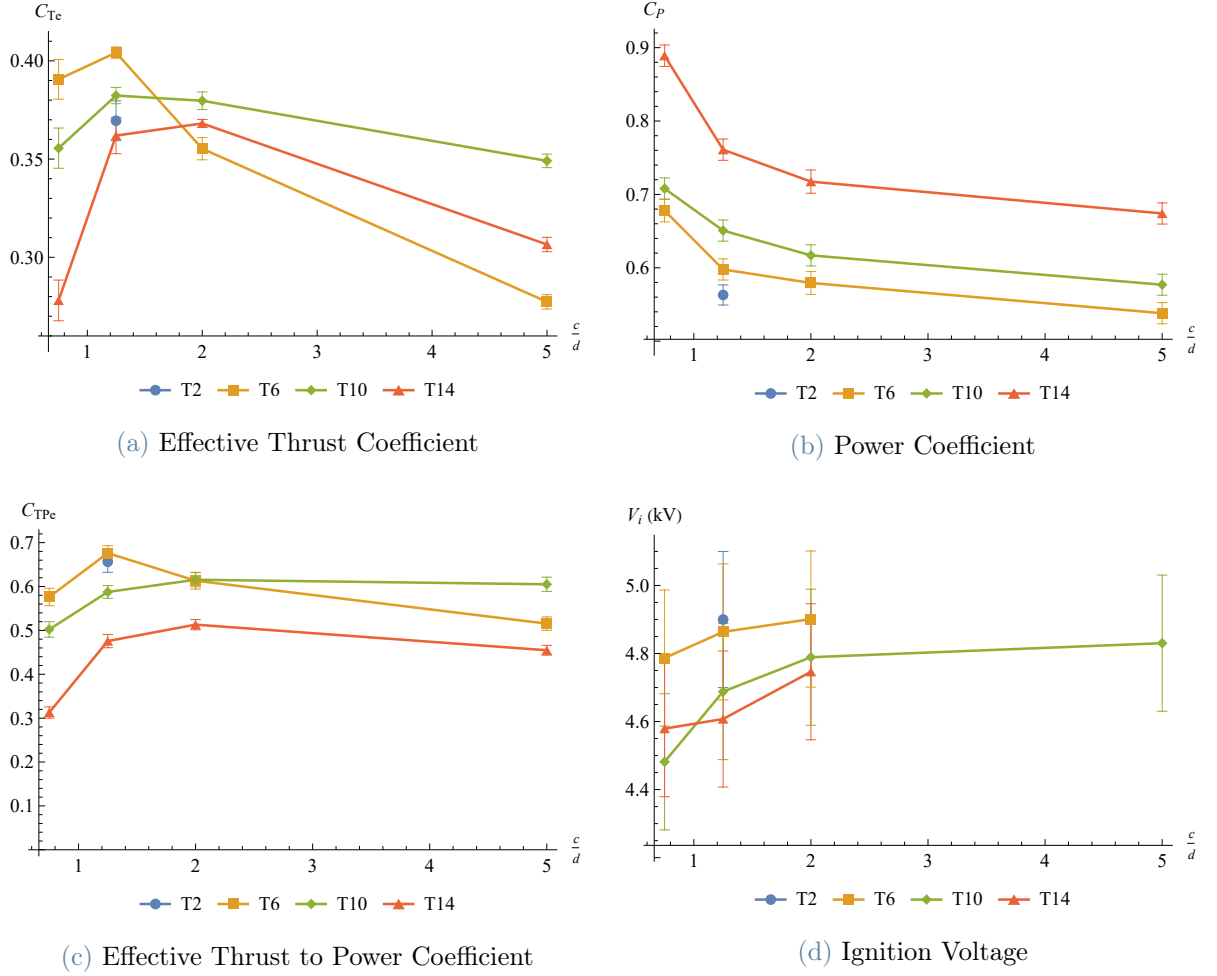 C_Te
0.40
0.35
0.30
1 2 3 4 5 c/d
T2 T6 T10 T14
(a) Effective Thrust Coefficient
C_P
0.9
0.8
0.7
0.6
1 2 3 4 5 c/d
T2 T6 T10 T14
(b) Power Coefficient
C_TPe
0.7
0.6
0.5
0.4
0.3
0.2
0.1
1 2 3 4 5 c/d
T2 T6 T10 T14
(c) Effective Thrust to Power Coefficient
V_i (kV)
5.0
4.8
4.6
4.4
1 2 3 4 5 c/d
T2 T6 T10 T14
(d) Ignition Voltage